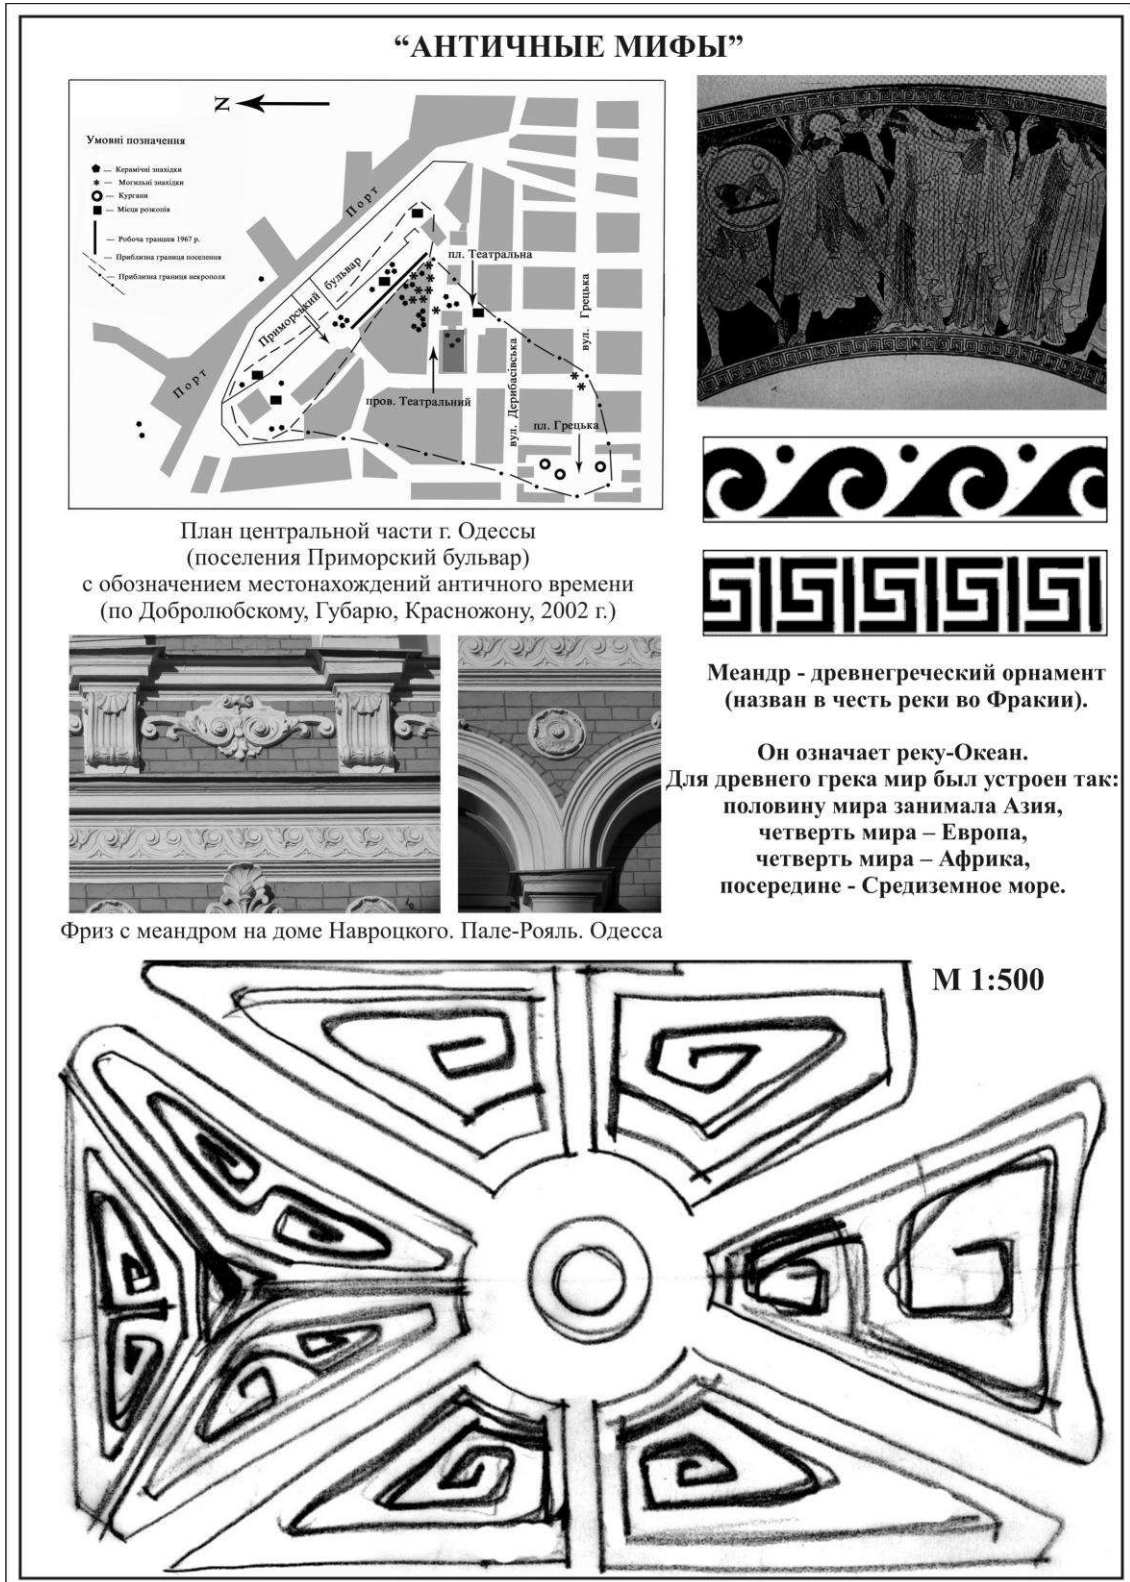 “АНТИЧНЫЕ МИФЫ”
N
Умовні позначення
— Керамічні знахідки
— Могильні знахідки
— Кургани
— Місця розкопів
— Робоча траншея 1967 р.
— Приблизна границя поселення
— Приблизна границя некрополя
Порт
Порт
Приморський бульвар
пл. Театральна
вул. Грецька
вул. Дерибасівська
пров. Театральний
пл. Грецька
План центральной части г. Одессы
(поселения Приморский бульвар)
с обозначением местонахождений античного времени
(по Добролюбскому, Губарю, Красножону, 2002 г.)
Меандр - древнегреческий орнамент
(назван в честь реки во Фракии).
Он означает реку-Океан.
Для древнего грека мир был устроен так:
половину мира занимала Азия,
четверть мира – Европа,
четверть мира – Африка,
посередине - Средиземное море.
Фриз с меандром на доме Навроцкого. Пале-Рояль. Одесса
М 1:500